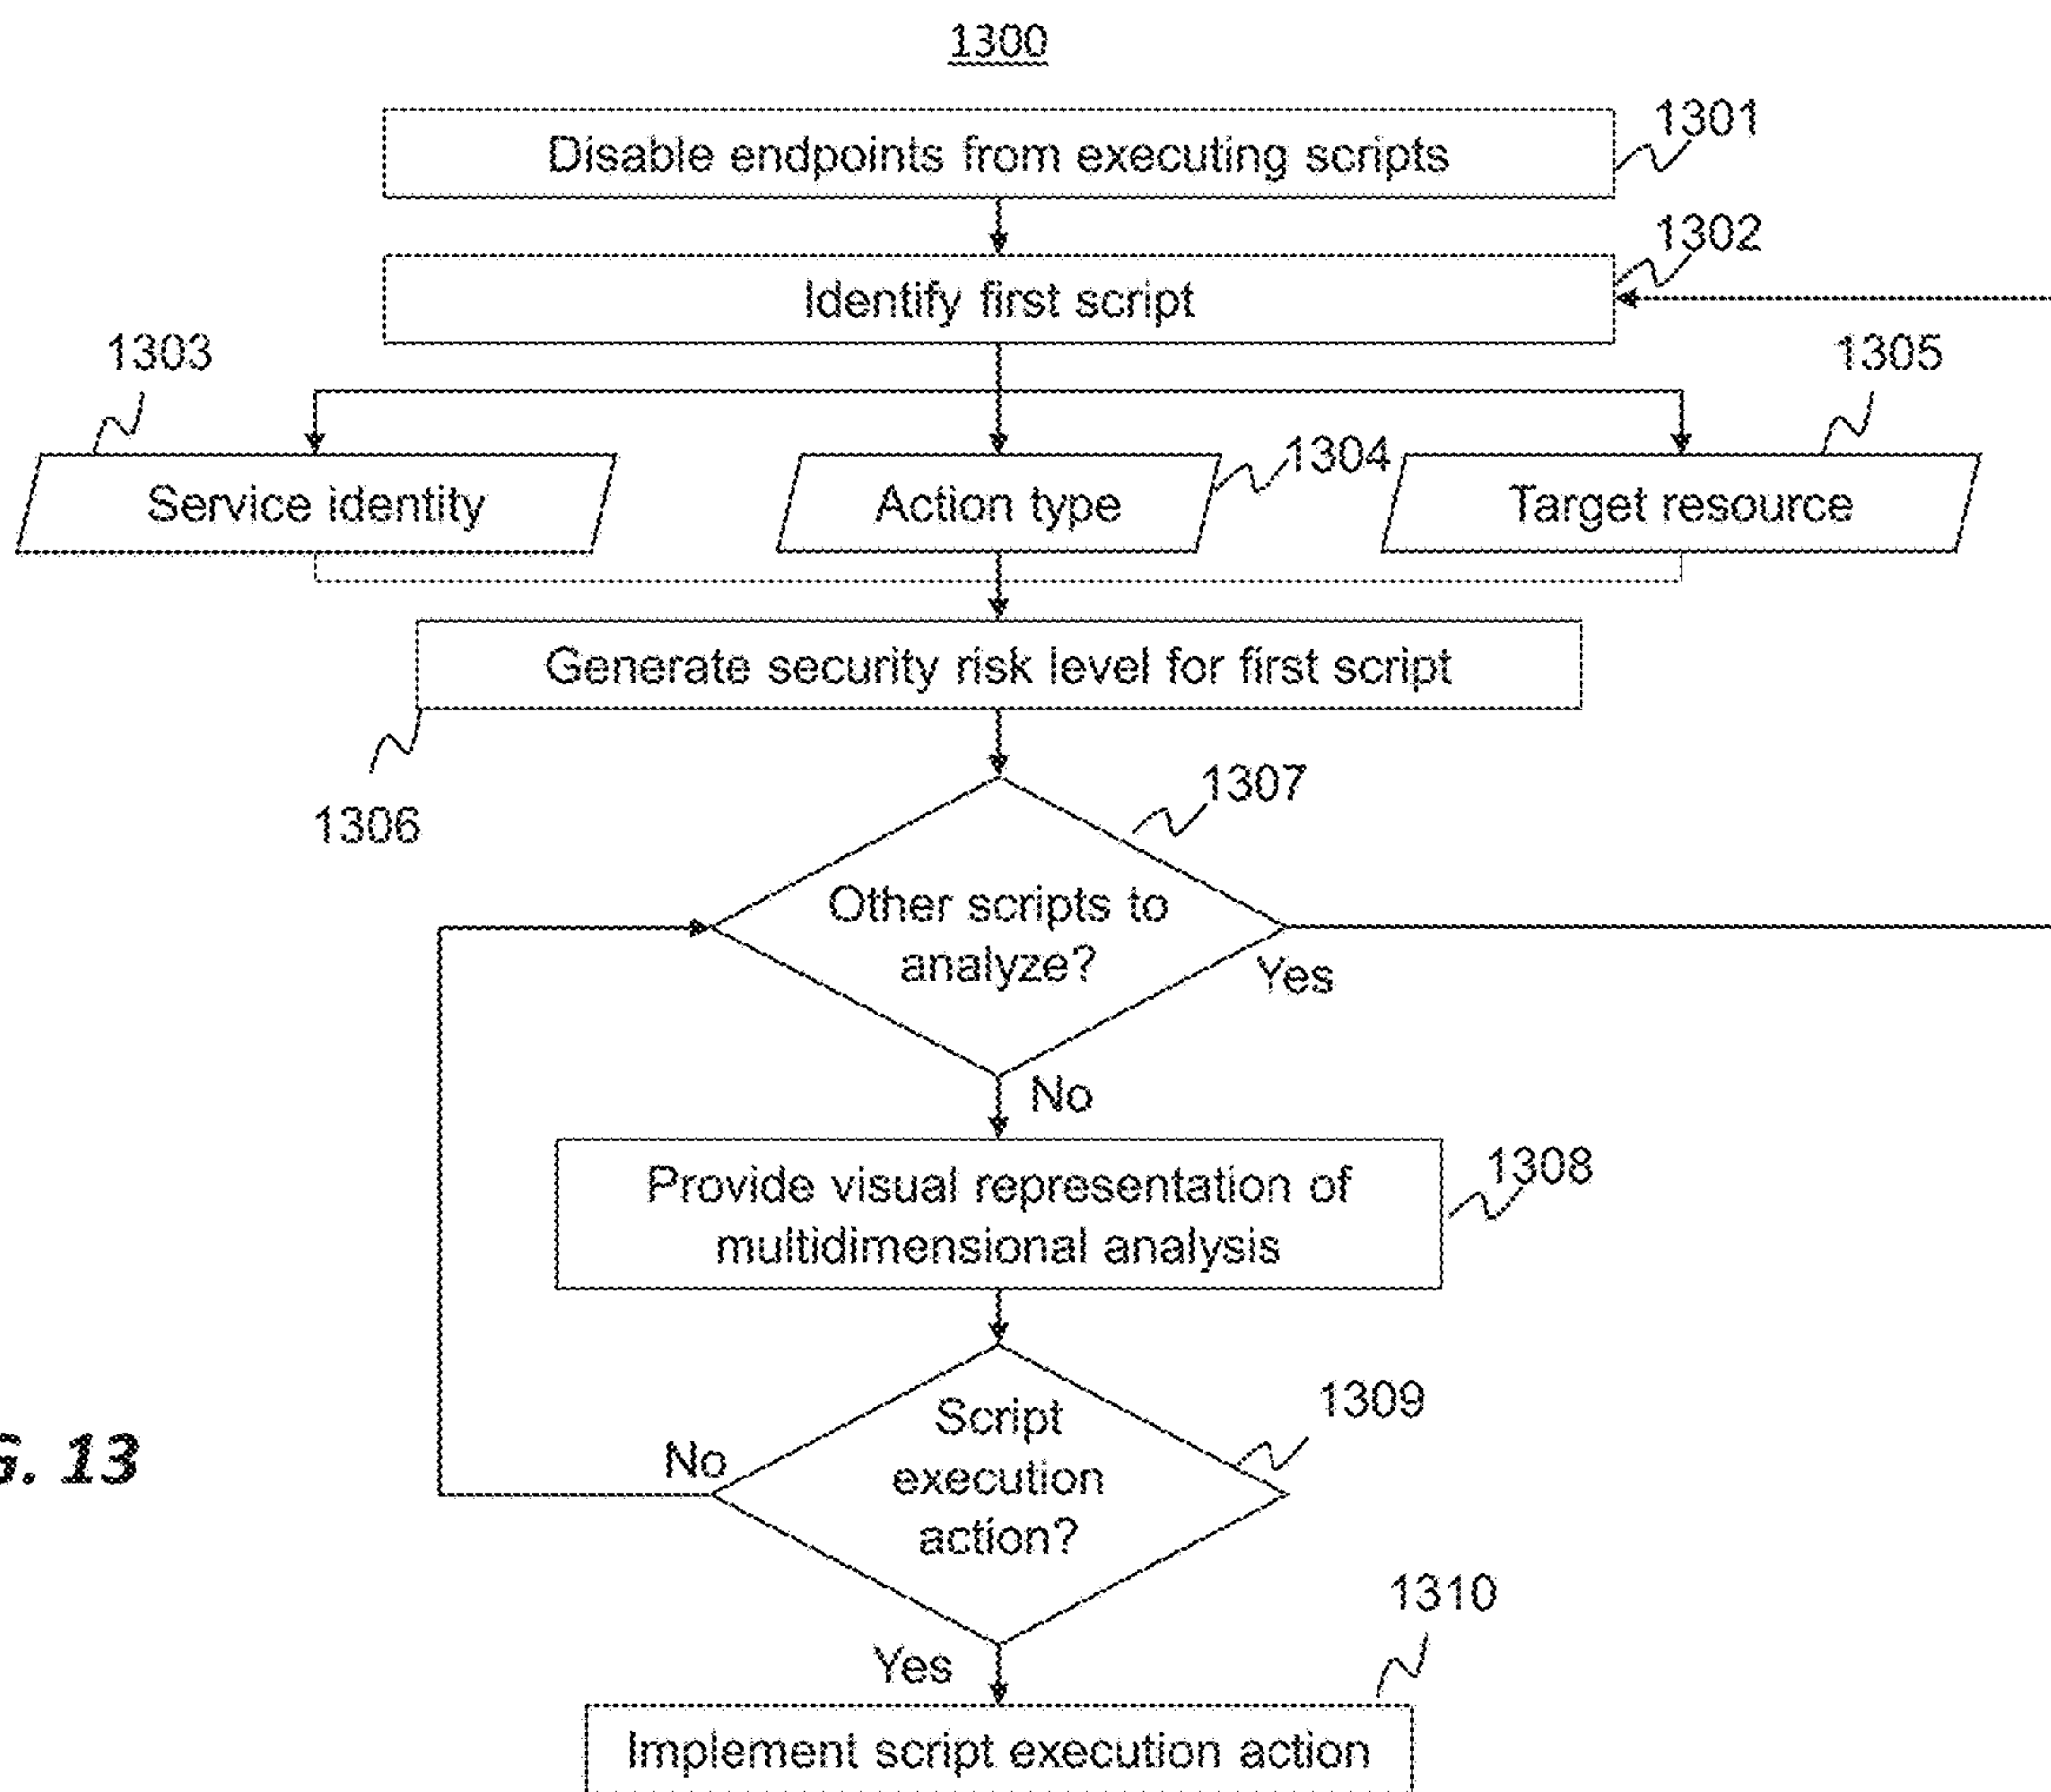 1300
Disable endpoints from executing scripts
1301
Identify first script
1302
1303
1305
Service identity
Action type
1304
Target resource
Generate security risk level for first script
1306
1307
Other scripts to
analyze?
Yes
No
Provide visual representation of
multidimensional analysis
1308
Script
execution
action?
1309
No
G. 13
Yes
1310
Implement script execution action